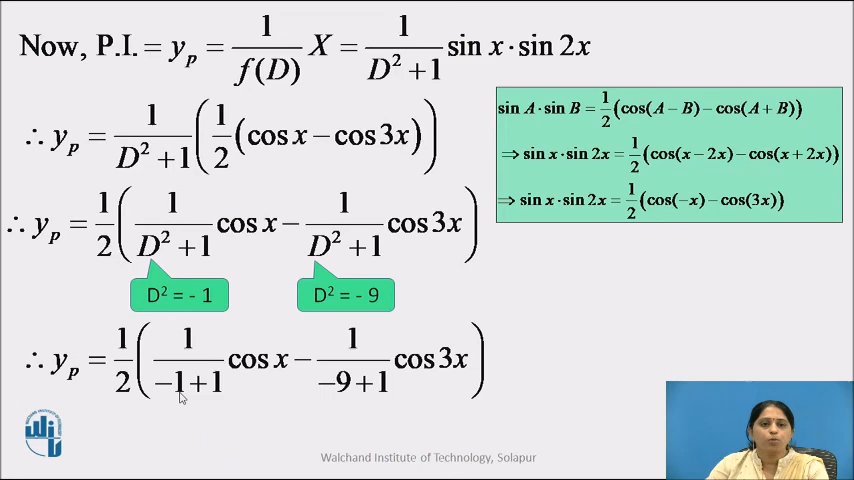 Now, P.I. = y_p = 1/f(D) X = 1/(D² + 1) sin x · sin 2x
∴ y_p = 1/(D² + 1) (1/2 (cos x − cos 3x))
sin A · sin B = 1/2 (cos(A − B) − cos(A + B))
⇒ sin x · sin 2x = 1/2 (cos(x − 2x) − cos(x + 2x))
⇒ sin x · sin 2x = 1/2 (cos(−x) − cos(3x))
∴ y_p = 1/2 (1/(D² + 1) cos x − 1/(D² + 1) cos 3x)
D² = - 1
D² = - 9
∴ y_p = 1/2 (1/(−1 + 1) cos x − 1/(−9 + 1) cos 3x)
Walchand Institute of Technology, Solapur